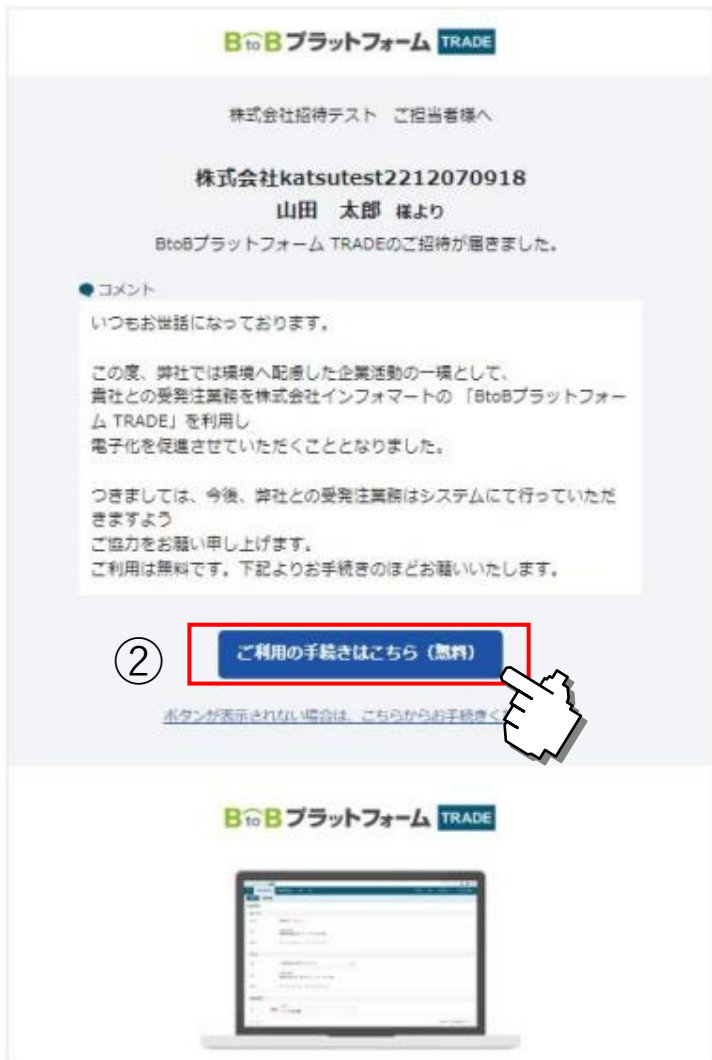 BtoBプラットフォーム TRADE
株式会社招待テスト ご担当者様へ
株式会社katsutest2212070918
山田 太郎 様より
BtoBプラットフォーム TRADEのご招待が届きました。
コメント
いつもお世話になっております。
この度、弊社では環境へ配慮した企業活動の一環として、
貴社との受発注業務を株式会社インフォマートの 「BtoBプラットフォー
ム TRADE」を利用し
電子化を促進させていただくこととなりました。
つきましては、今後、弊社との受発注業務はシステムにて行っていただ
きますよう
ご協力をお願い申し上げます。
ご利用は無料です。下記よりお手続きのほどお願いいたします。
② ご利用の手続きはこちら（無料）
ボタンが表示されない場合は、こちらからお手続きく
BtoBプラットフォーム TRADE